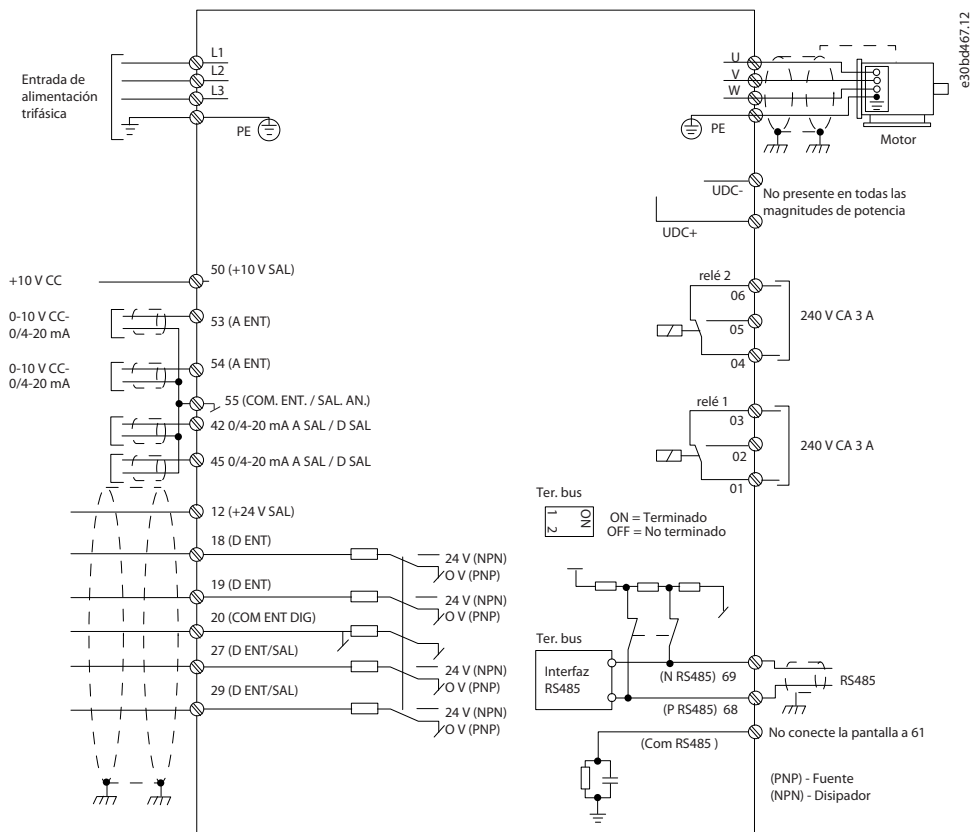 e30bd467.12
L1
L2
L3
PE
Entrada de
alimentación
trifásica
U
V
W
PE
Motor
UDC-
No presente en todas las
magnitudes de potencia
UDC+
+10 V CC
50 (+10 V SAL)
0-10 V CC-
0/4-20 mA
53 (A ENT)
0-10 V CC-
0/4-20 mA
54 (A ENT)
55 (COM. ENT. / SAL. AN.)
42 0/4-20 mA A SAL / D SAL
45 0/4-20 mA A SAL / D SAL
relé 2
06
05
04
240 V CA 3 A
relé 1
03
02
01
240 V CA 3 A
12 (+24 V SAL)
18 (D ENT)
24 V (NPN)
O V (PNP)
19 (D ENT)
24 V (NPN)
O V (PNP)
20 (COM ENT DIG)
27 (D ENT/SAL)
24 V (NPN)
O V (PNP)
29 (D ENT/SAL)
24 V (NPN)
O V (PNP)
Ter. bus
1 2
ON
ON = Terminado
OFF = No terminado
Ter. bus
Interfaz
RS485
(N RS485) 69
RS485
(P RS485) 68
(Com RS485 )
No conecte la pantalla a 61
(PNP) - Fuente
(NPN) - Disipador